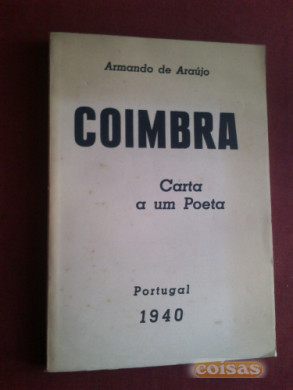 Armando de Araújo
COIMBRA
Carta
a um Poeta
Portugal
1940
coisas